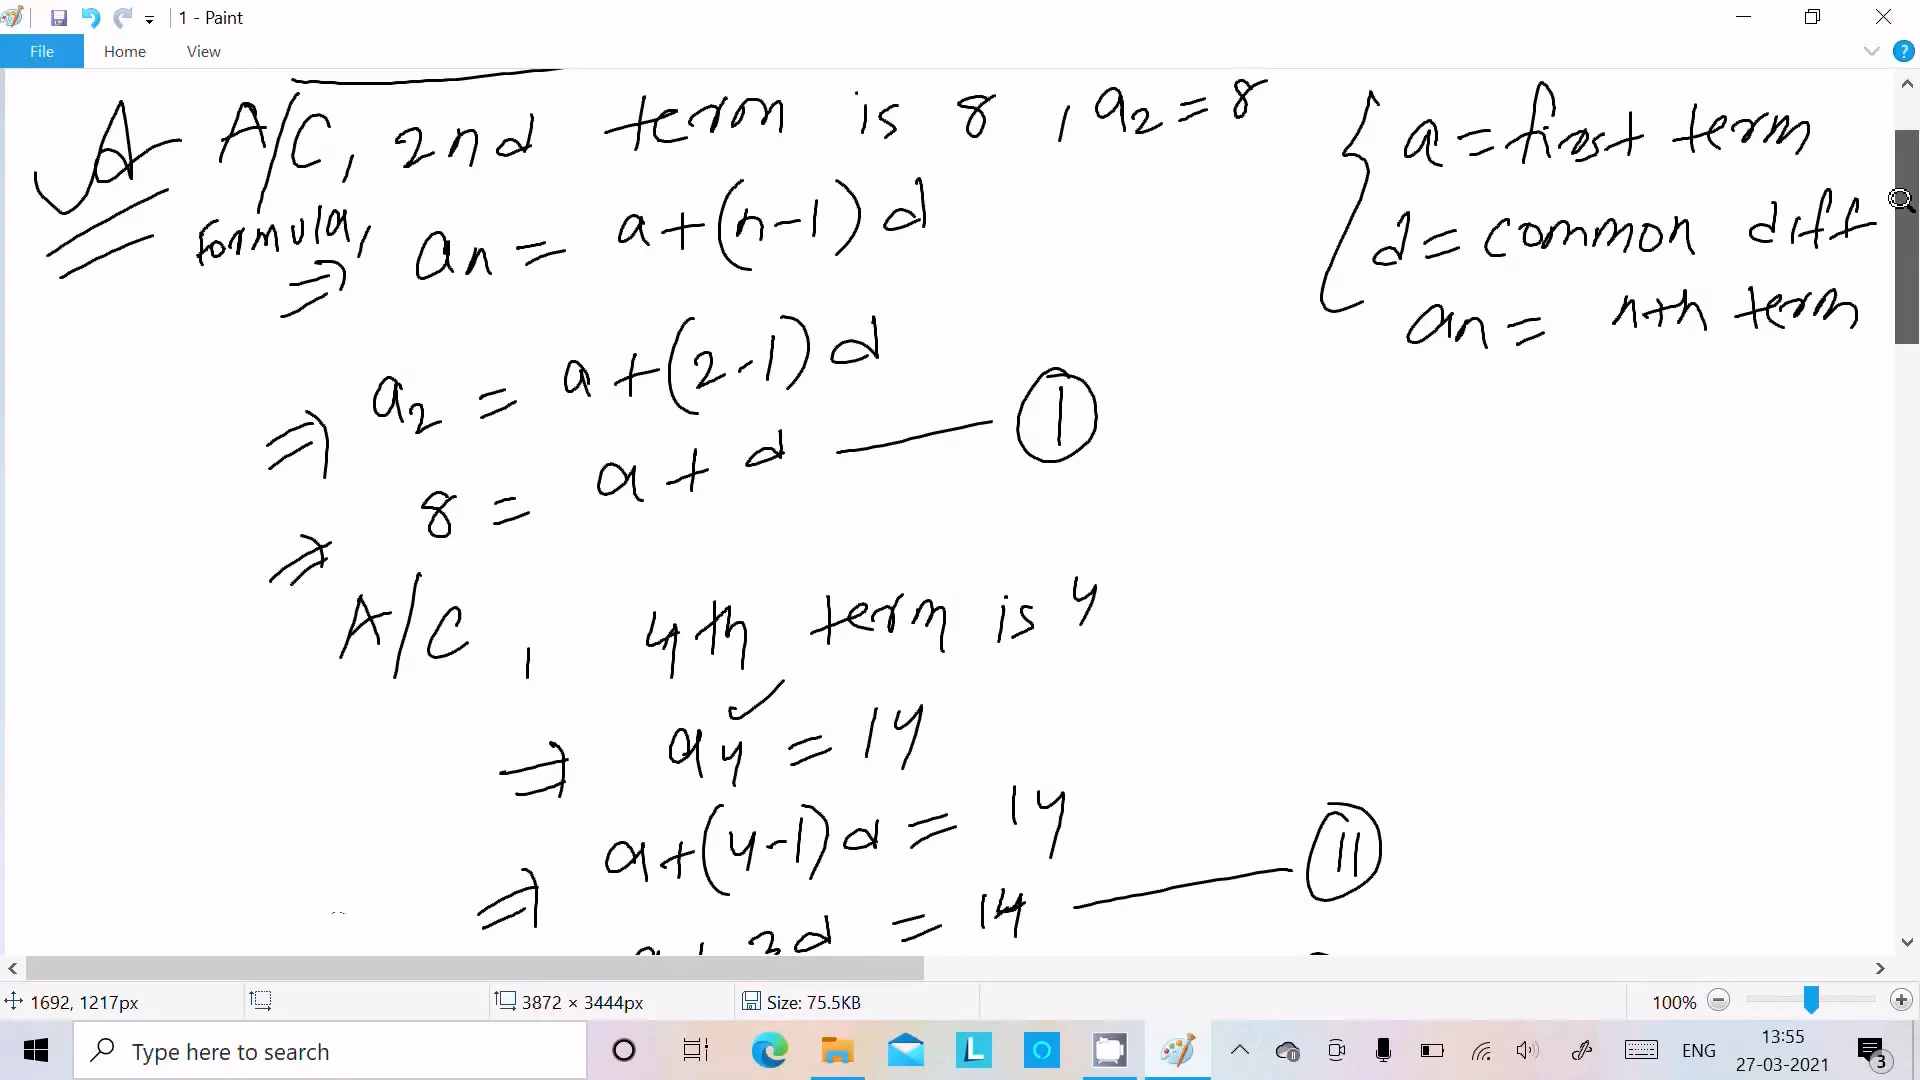 1 - Paint
File Home View
A/C, 2nd term is 8 , a2 = 8
a = first term
d = common diff
an = nth term
Formula,
⇒ an = a+(n-1)d
⇒ a2 = a+(2-1)d
⇒ 8 = a + d —— I
A/C , 4th term is 4
⇒ a4 = 14
⇒ a+(4-1)d = 14
a + 3d = 14 —— II
1692, 1217px 3872 × 3444px Size: 75.5KB 100%
Type here to search ENG 13:55
27-03-2021 3